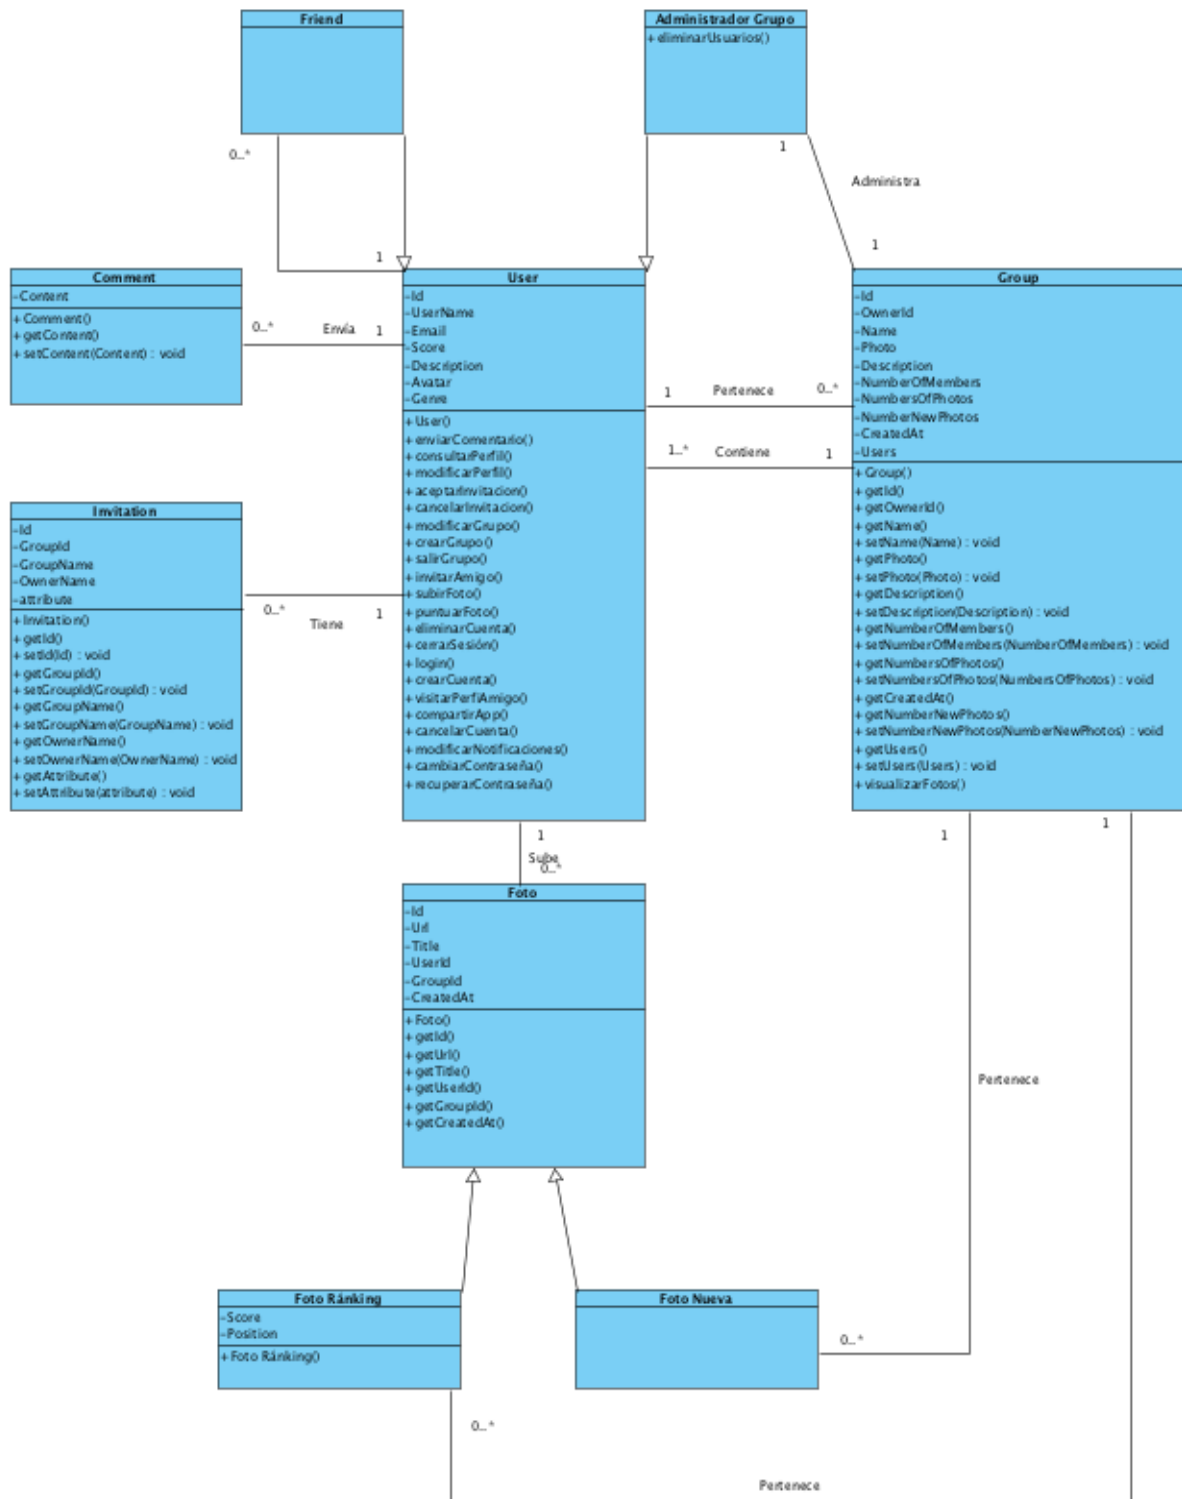 Friend
Administrador Grupo
+ eliminarUsuarios()
0..*
1
Administra
1
1
Comment
-Content
+ Comment()
+ getContent()
+ setContent(Content) : void
0..*
Envía
1
User
-Id
-UserName
-Email
-Score
-Description
-Avatar
-Genre
+ User()
+ enviarComentario()
+ consultarPerfil()
+ modificarPerfil()
+ aceptarInvitacion()
+ cancelarInvitacion()
+ modificarGrupo()
+ crearGrupo()
+ salirGrupo()
+ invitarAmigo()
+ subirFoto()
+ puntuarFoto()
+ eliminarCuenta()
+ cerrarSesión()
+ login()
+ crearCuenta()
+ visitarPerfiAmigo()
+ compartirApp()
+ cancelarCuenta()
+ modificarNotificaciones()
+ cambiarContraseña()
+ recuperarContraseña()
1
Pertenece
0..*
1..*
Contiene
1
Group
-Id
-OwnerId
-Name
-Photo
-Description
-NumberOfMembers
-NumbersOfPhotos
-NumberNewPhotos
-CreatedAt
-Users
+ Group()
+ getId()
+ getOwnerId()
+ getName()
+ setName(Name) : void
+ getPhoto()
+ setPhoto(Photo) : void
+ getDescription()
+ setDescription(Description) : void
+ getNumberOfMembers()
+ setNumberOfMembers(NumberOfMembers) : void
+ getNumbersOfPhotos()
+ setNumbersOfPhotos(NumbersOfPhotos) : void
+ getCreatedAt()
+ getNumberNewPhotos()
+ setNumberNewPhotos(NumberNewPhotos) : void
+ getUsers()
+ setUsers(Users) : void
+ visualizarFotos()
Invitation
-Id
-GroupId
-GroupName
-OwnerName
-attribute
+ Invitation()
+ getId()
+ setId(Id) : void
+ getGroupId()
+ setGroupId(GroupId) : void
+ getGroupName()
+ setGroupName(GroupName) : void
+ getOwnerName()
+ setOwnerName(OwnerName) : void
+ getAttribute()
+ setAttribute(attribute) : void
0..*
Tiene
1
1
Sube
0..*
1
1
Foto
-Id
-Url
-Title
-UserId
-GroupId
-CreatedAt
+ Foto()
+ getId()
+ getUrl()
+ getTitle()
+ getUserId()
+ getGroupId()
+ getCreatedAt()
Pertenece
Foto Ránking
-Score
-Position
+ Foto Ránking()
Foto Nueva
0..*
0..*
Pertenece